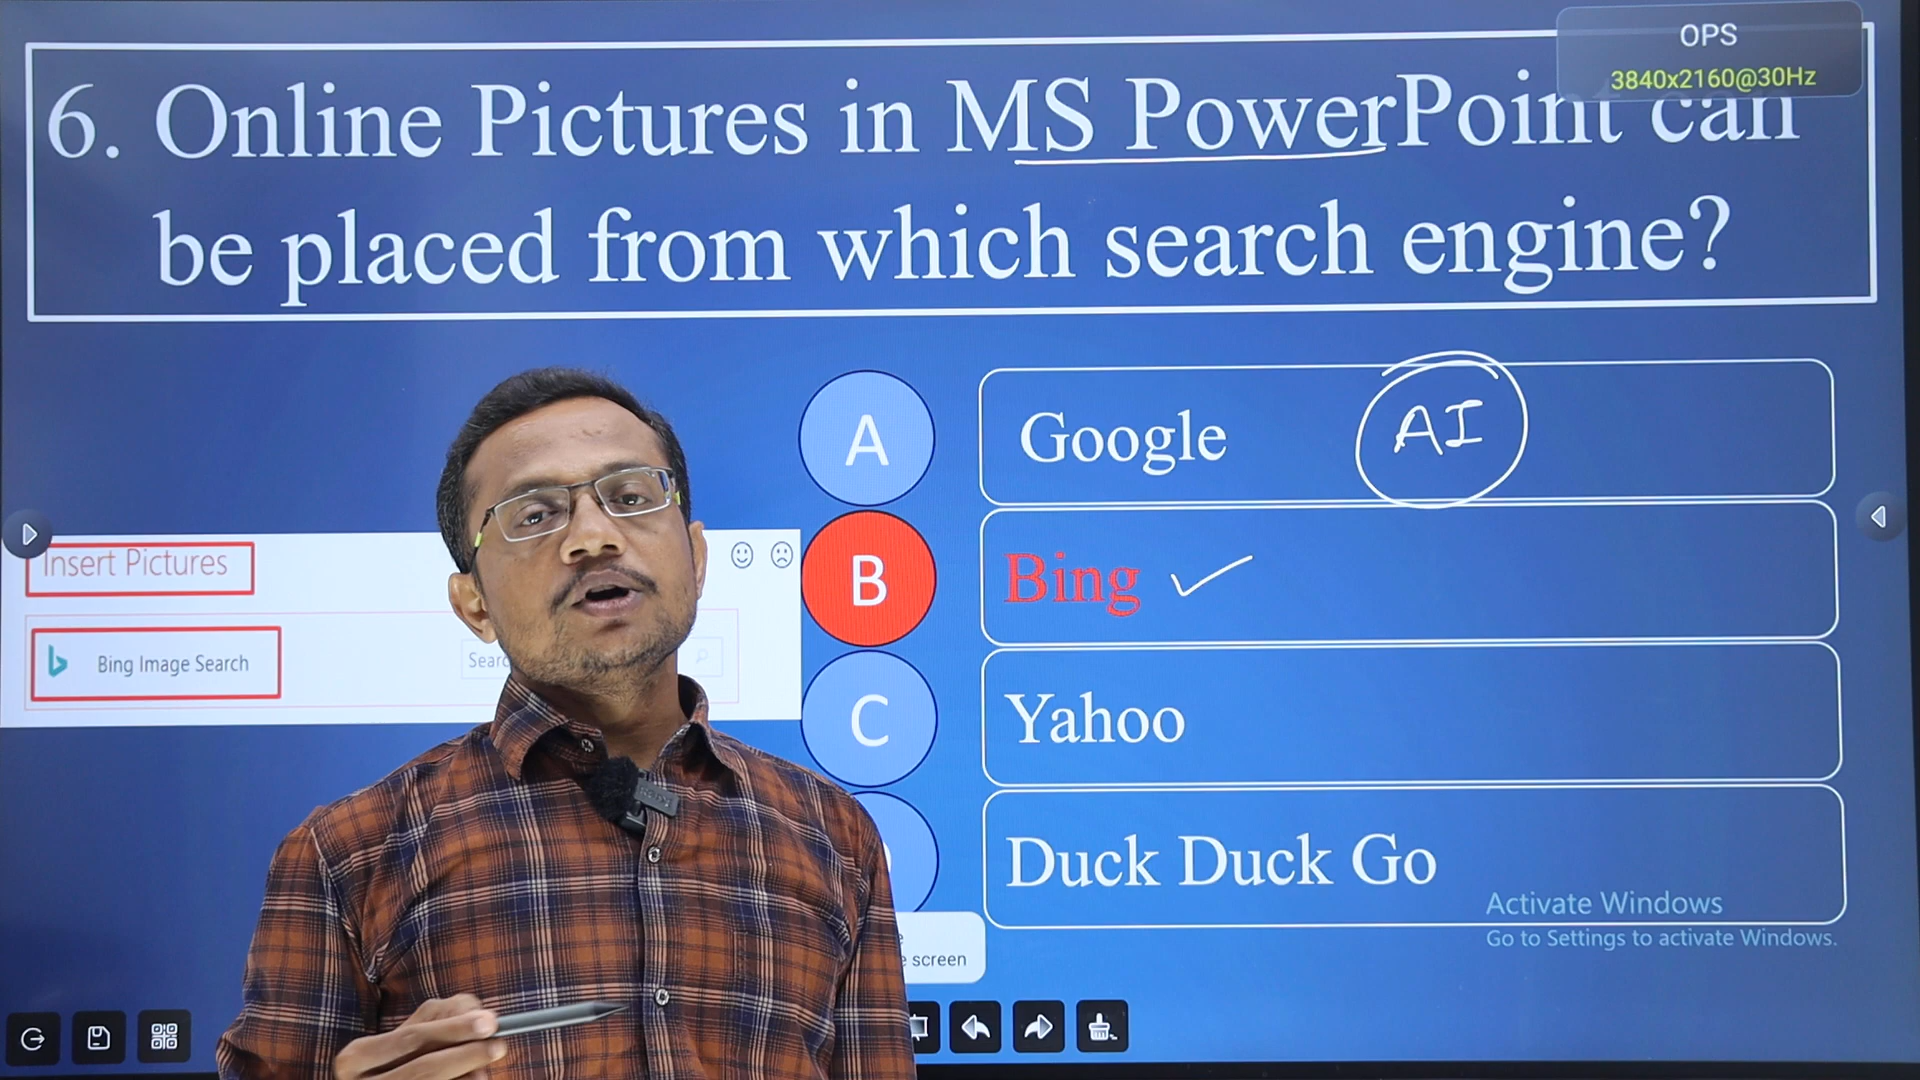 OPS
3840x2160@30Hz
6. Online Pictures in MS PowerPoint can
be placed from which search engine?
A Google AI
Insert Pictures
B Bing
Bing Image Search
C Yahoo
Duck Duck Go
Activate Windows
Go to Settings to activate Windows.
screen